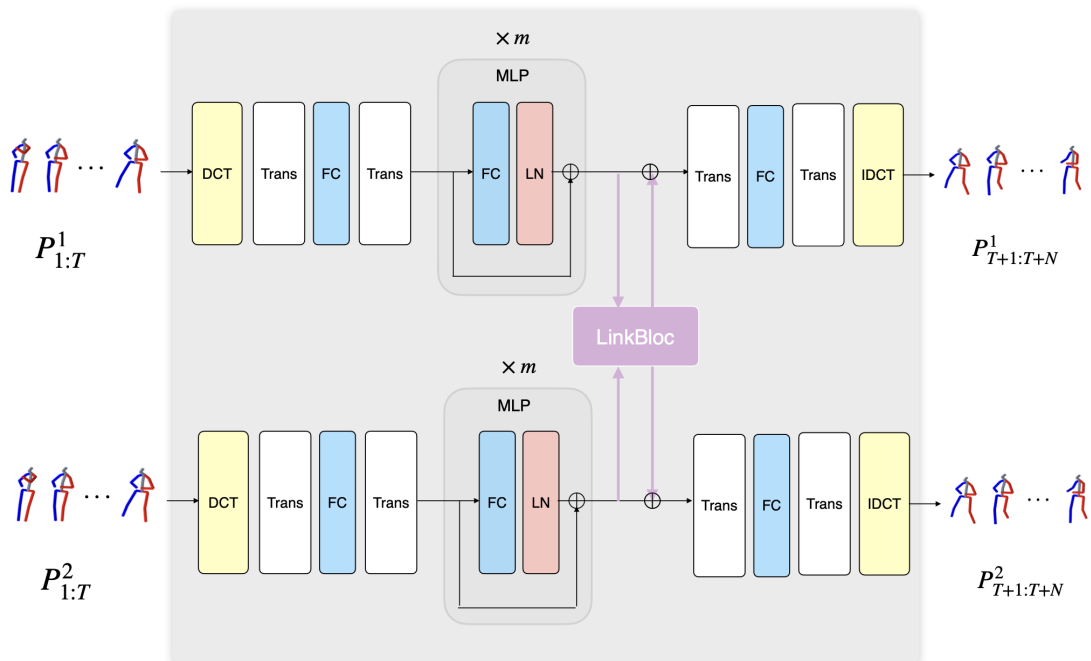 × m
MLP
DCT Trans FC Trans FC LN Trans FC Trans IDCT
P^1_{1:T}
P^1_{T+1:T+N}
LinkBloc
× m
MLP
DCT Trans FC Trans FC LN Trans FC Trans IDCT
P^2_{1:T}
P^2_{T+1:T+N}